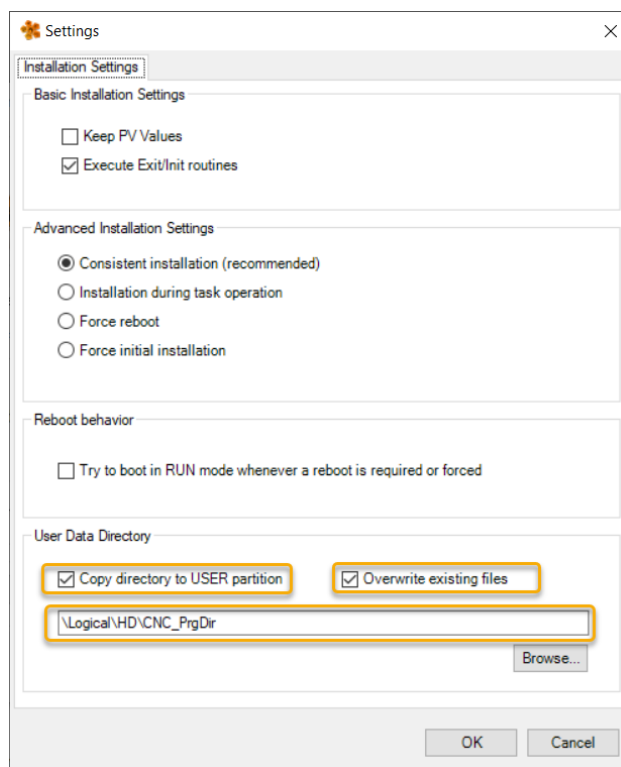 Settings
Installation Settings
Basic Installation Settings
Keep PV Values
Execute Exit/Init routines
Advanced Installation Settings
Consistent installation (recommended)
Installation during task operation
Force reboot
Force initial installation
Reboot behavior
Try to boot in RUN mode whenever a reboot is required or forced
User Data Directory
Copy directory to USER partition Overwrite existing files
\Logical\HD\CNC_PrgDir
Browse...
OK Cancel